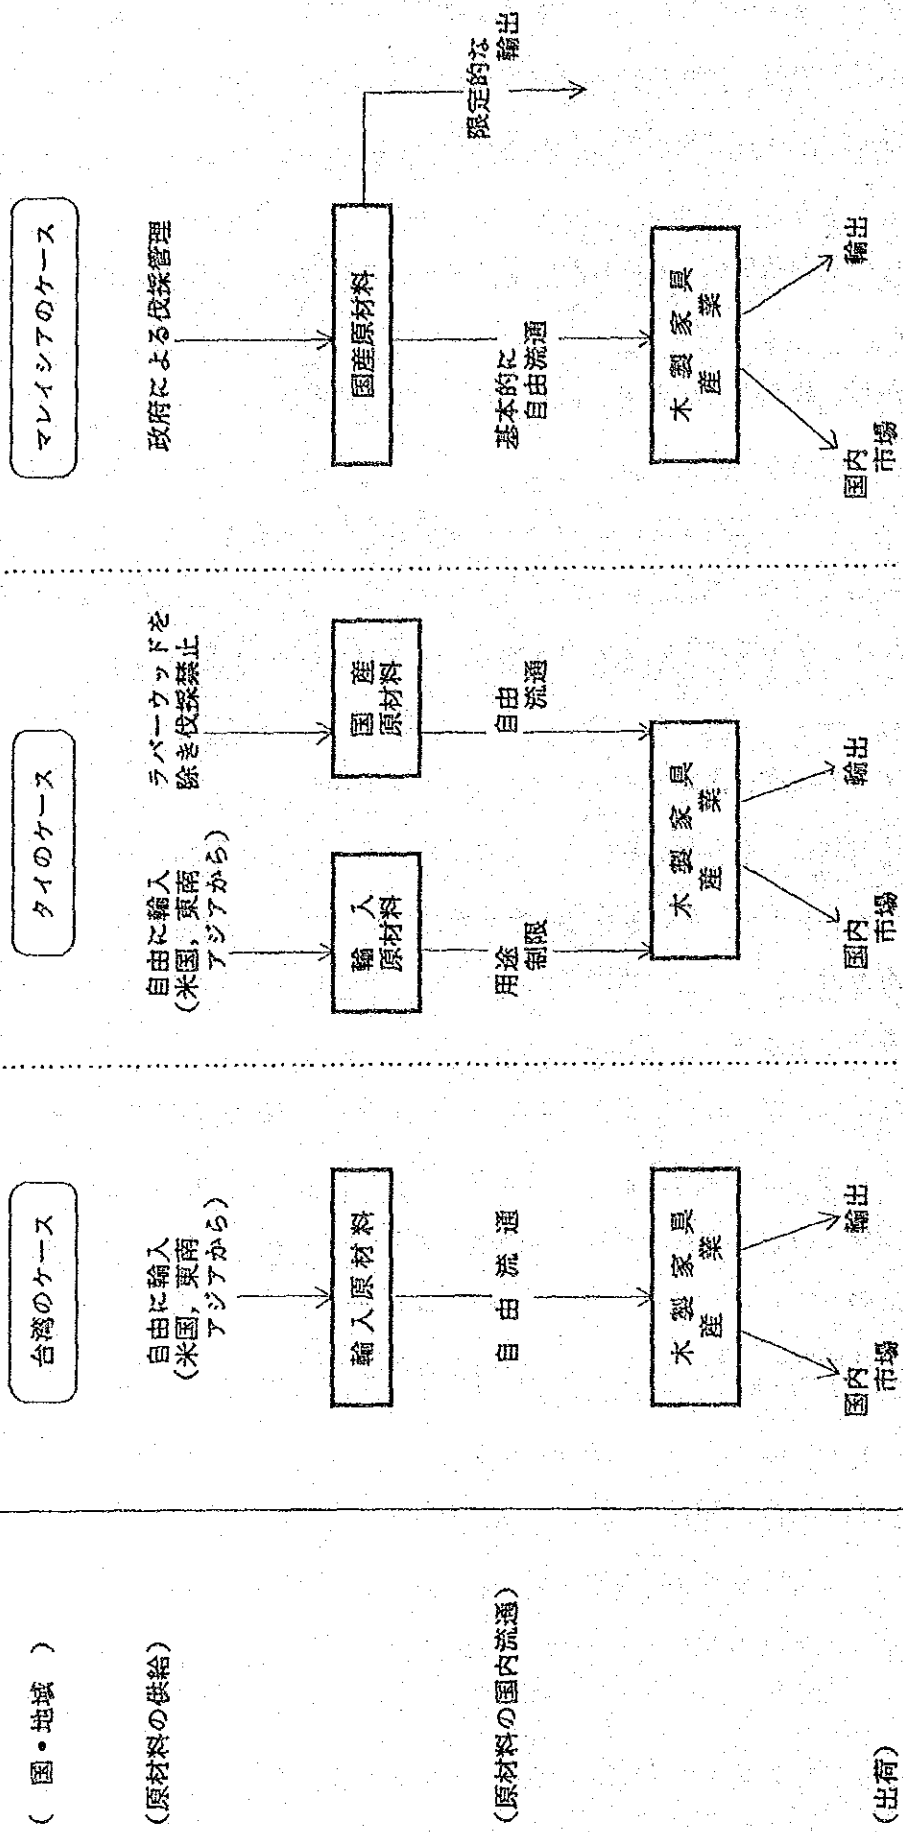 (　国・地域　)
台湾のケース
タイのケース
マレイシアのケース
(原材料の供給)
自由に輸入
(米国，東南
アジアから)
自由に輸入
(米国，東南
アジアから)
ラバーウッドを
除き伐採禁止
政府による伐採管理
輸入原材料
輸　入
原材料
国　産
原材料
国産原材料
(原材料の国内流通)
自　由　流　通
用途
制限
自由
流通
基本的に
自由流通
限定的な
輸出
木　製　家　具
産　　　業
木　製　家　具
産　　　業
木　製　家　具
産　　　業
(出荷)
国内
市場
輸出
国内
市場
輸出
国内
市場
輸出